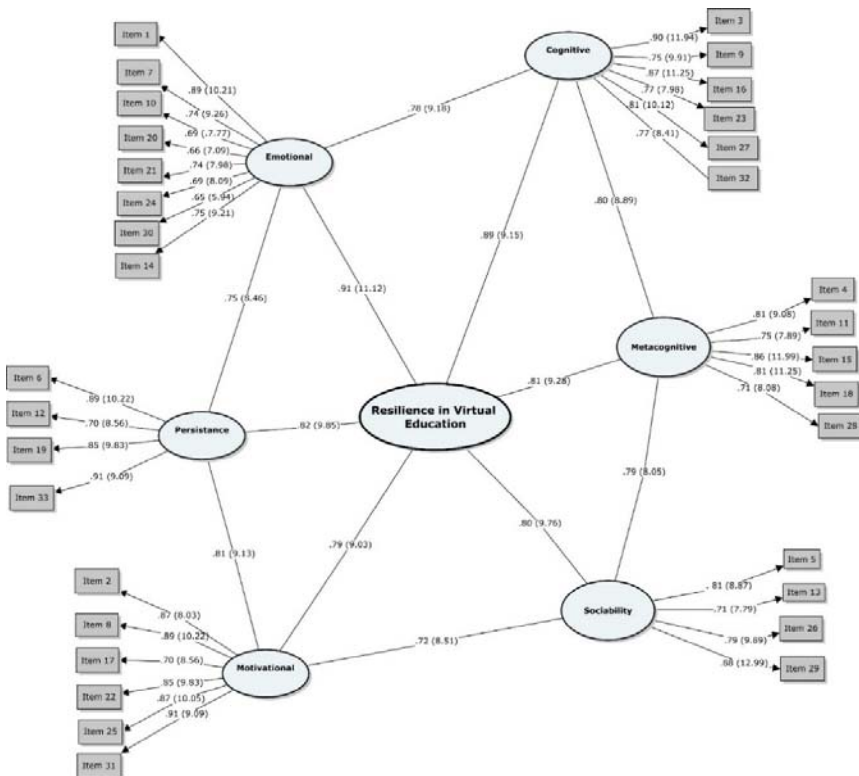 Item 1
Item 7
Item 10
Item 20
Item 21
Item 24
Item 30
Item 14
.89 (10.21)
.74 (9.26)
.69 (.7.77)
.66 (7.09)
.74 (7.98)
.69 (8.09)
.65 (5.94)
.75 (9.21)
Emotional
.78 (9.18)
Cognitive
.90 (11.94)
.75 (9.91)
.87 (11.25)
.77 (7.98)
.81 (10.12)
.77 (8.41)
Item 3
Item 9
Item 16
Item 23
Item 27
Item 32
.80 (8.89)
.89 (9.15)
.91 (11.12)
.75 (8.46)
Metacognitive
.81 (9.08)
.75 (7.89)
.86 (11.99)
.81 (11.25)
.71 (8.08)
Item 4
Item 11
Item 15
Item 18
Item 28
.81 (9.28)
Resilience in Virtual
Education
.82 (9.85)
Persistance
Item 6
Item 12
Item 19
Item 33
.89 (10.22)
.70 (8.56)
.85 (9.83)
.91 (9.09)
.79 (8.05)
.80 (9.76)
.79 (9.03)
.81 (9.13)
Item 2
Item 8
Item 17
Item 22
Item 25
Item 31
.87 (8.03)
.89 (10.22)
.70 (8.56)
.85 (9.83)
.87 (10.05)
.91 (9.09)
Motivational
.72 (8.51)
Sociability
.81 (8.87)
.71 (7.79)
.79 (9.89)
.88 (12.99)
Item 5
Item 13
Item 26
Item 29